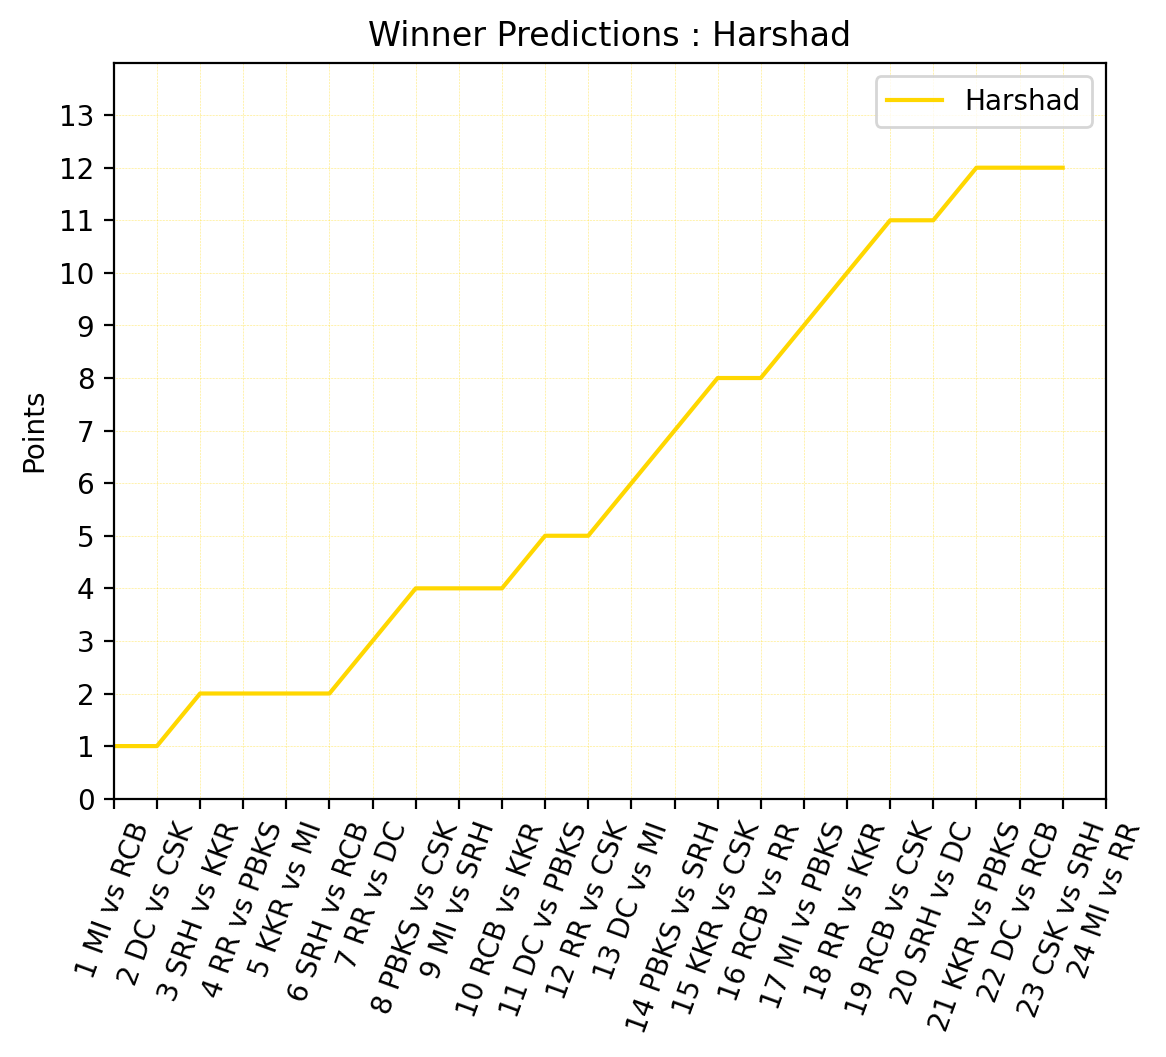 Winner Predictions : Harshad
Harshad
Points
13
12
11
10
9
8
7
6
5
4
3
2
1
0
1 MI vs RCB
2 DC vs CSK
3 SRH vs KKR
4 RR vs PBKS
5 KKR vs MI
6 SRH vs RCB
7 RR vs DC
8 PBKS vs CSK
9 MI vs SRH
10 RCB vs KKR
11 DC vs PBKS
12 RR vs CSK
13 DC vs MI
14 PBKS vs SRH
15 KKR vs CSK
16 RCB vs RR
17 MI vs PBKS
18 RR vs KKR
19 RCB vs CSK
20 SRH vs DC
21 KKR vs PBKS
22 DC vs RCB
23 CSK vs SRH
24 MI vs RR